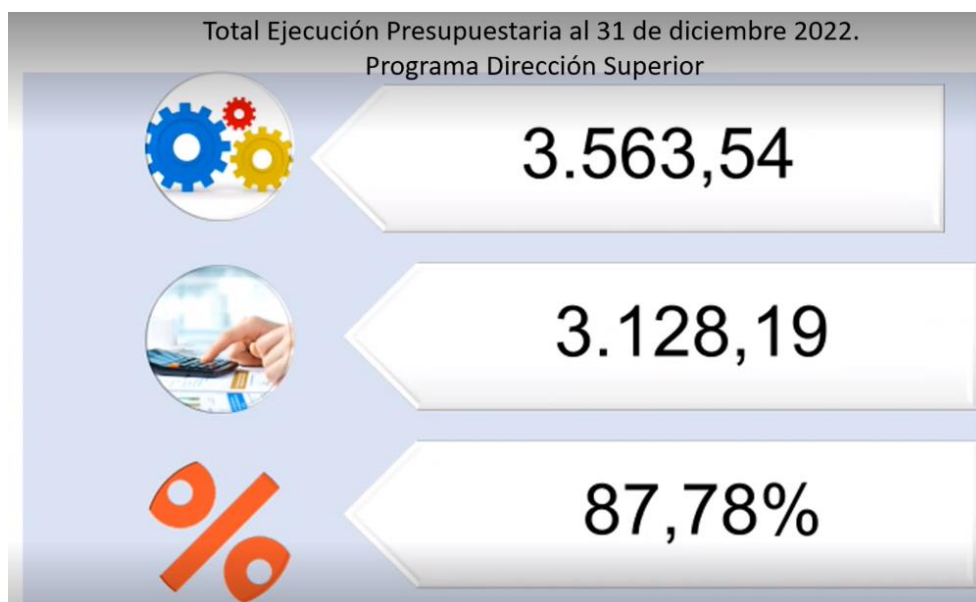 Total Ejecución Presupuestaria al 31 de diciembre 2022.
Programa Dirección Superior
3.563,54
3.128,19
87,78%